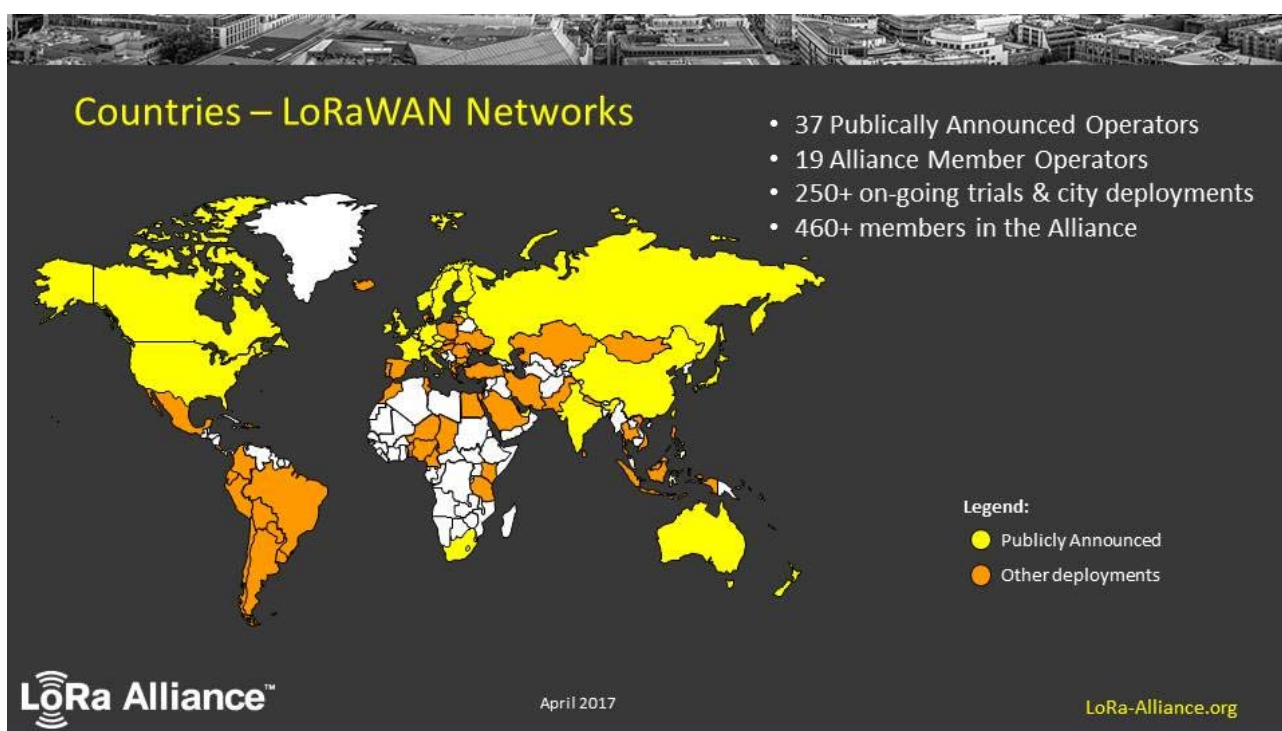 Countries – LoRaWAN Networks
• 37 Publically Announced Operators
• 19 Alliance Member Operators
• 250+ on-going trials & city deployments
• 460+ members in the Alliance
Legend:
Publicly Announced
Other deployments
LoRa Alliance™
April 2017
LoRa-Alliance.org